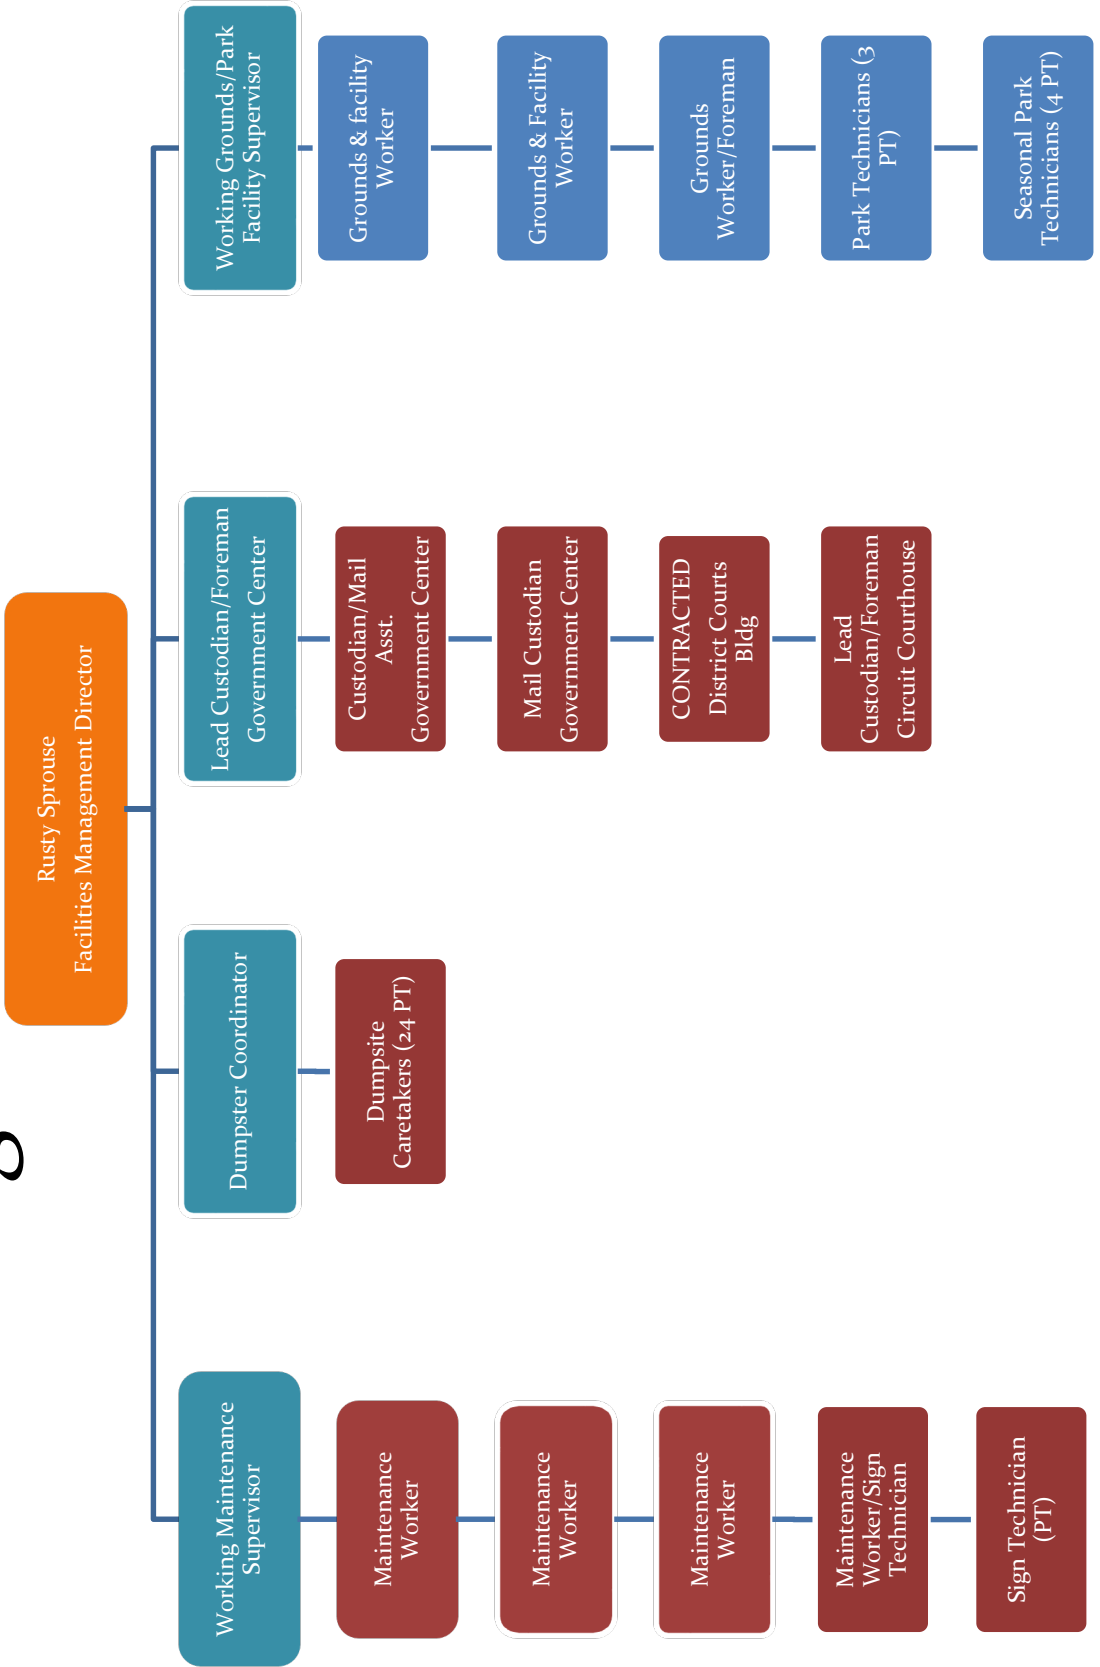 Rusty Sprouse
Facilities Management Director
Working Maintenance
Supervisor
Maintenance
Worker
Maintenance
Worker
Maintenance
Worker
Maintenance
Worker/Sign
Technician
Sign Technician
(PT)
Dumpster Coordinator
Dumpsite
Caretakers (24 PT)
Lead Custodian/Foreman
Government Center
Custodian/Mail
Asst.
Government Center
Mail Custodian
Government Center
CONTRACTED
District Courts
Bldg
Lead
Custodian/Foreman
Circuit Courthouse
Working Grounds/Park
Facility Supervisor
Grounds & facility
Worker
Grounds & Facility
Worker
Grounds
Worker/Foreman
Park Technicians (3
PT)
Seasonal Park
Technicians (4 PT)